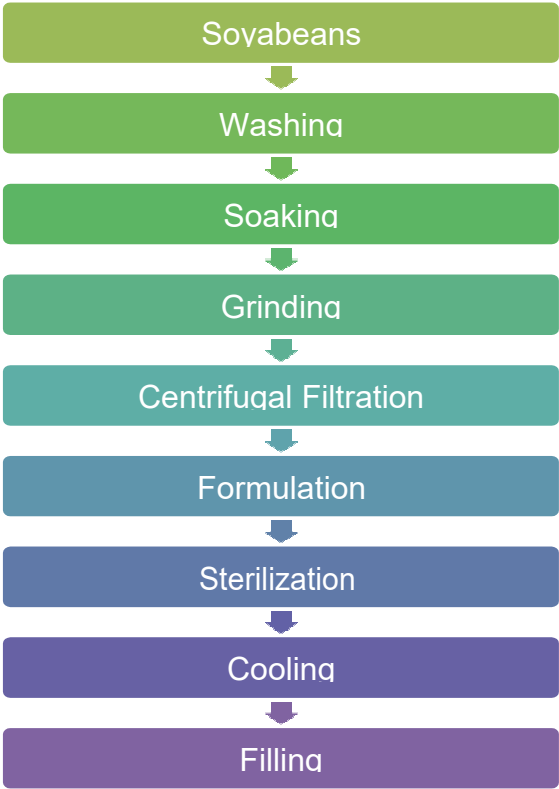 Soyabeans
Washing
Soaking
Grinding
Centrifugal Filtration
Formulation
Sterilization
Cooling
Filling